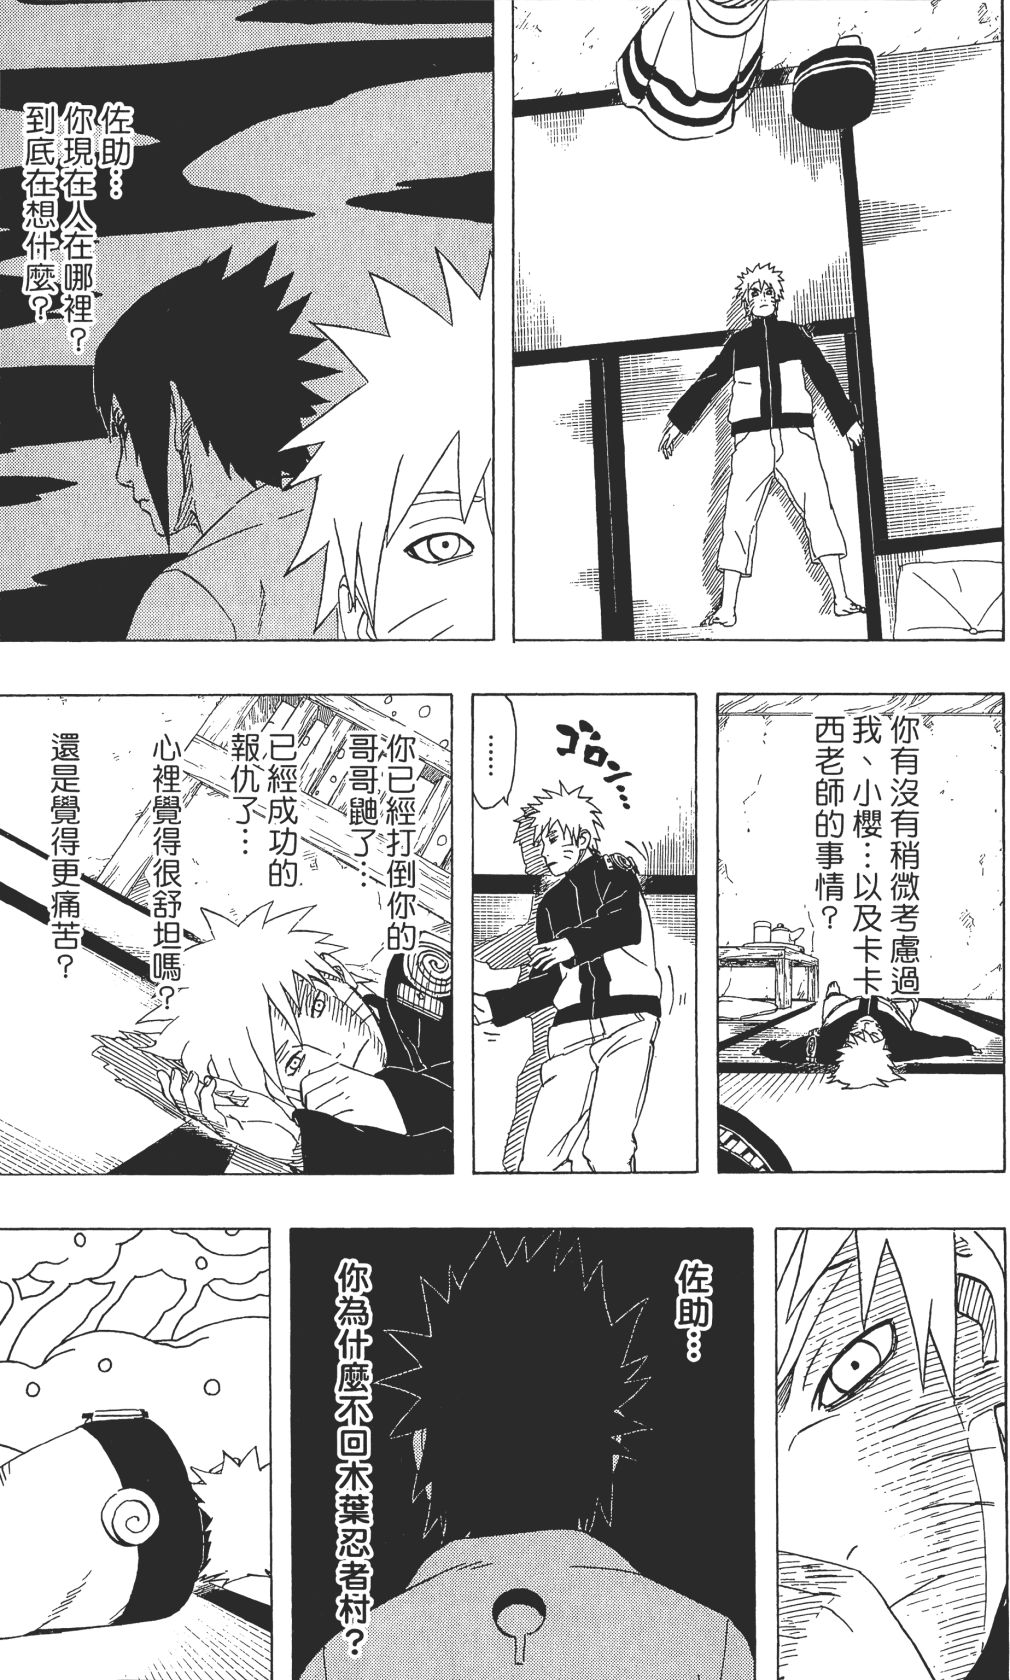 佐助…
你現在人在哪裡？
到底在想什麼？
你有沒有稍微考慮過
我、小櫻…以及卡卡
西老師的事情？
ゴロン…
……
你已經打倒你的
哥哥鼬了…
已經成功的
報仇了…
心裡覺得很舒坦嗎？
還是覺得更痛苦？
佐助…
你為什麼不回木葉忍者村？